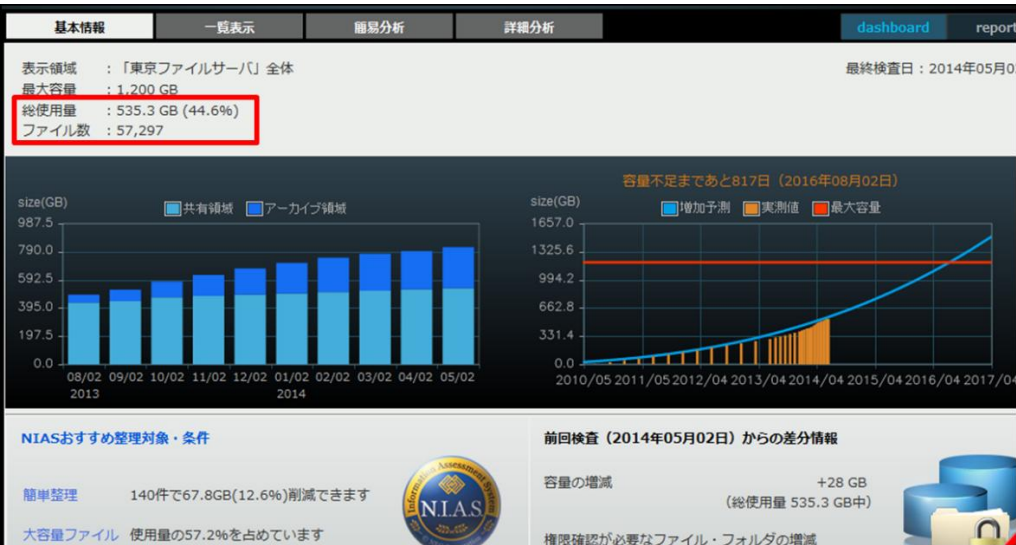 基本情報 一覧表示 簡易分析 詳細分析 dashboard report
表示領域 : 「東京ファイルサーバ」全体 最終検査日 : 2014年05月0
最大容量 : 1,200 GB
総使用量 : 535.3 GB (44.6%)
ファイル数 : 57,297
size(GB)
共有領域 アーカイブ領域
987.5
790.0
592.5
395.0
197.5
0.0
08/02 09/02 10/02 11/02 12/02 01/02 02/02 03/02 04/02 05/02
2013 2014
容量不足まであと817日（2016年08月02日）
size(GB)
増加予測 実測値 最大容量
1657.0
1325.6
994.2
662.8
331.4
0.0
2010/05 2011/05 2012/04 2013/04 2014/04 2015/04 2016/04 2017/04
NIASおすすめ整理対象・条件
簡単整理 140件で67.8GB(12.6%)削減できます
大容量ファイル 使用量の57.2%を占めています
Information Assessment System
N.I.A.S
前回検査（2014年05月02日）からの差分情報
容量の増減 +28 GB
（総使用量 535.3 GB中）
権限確認が必要なファイル・フォルダの増減